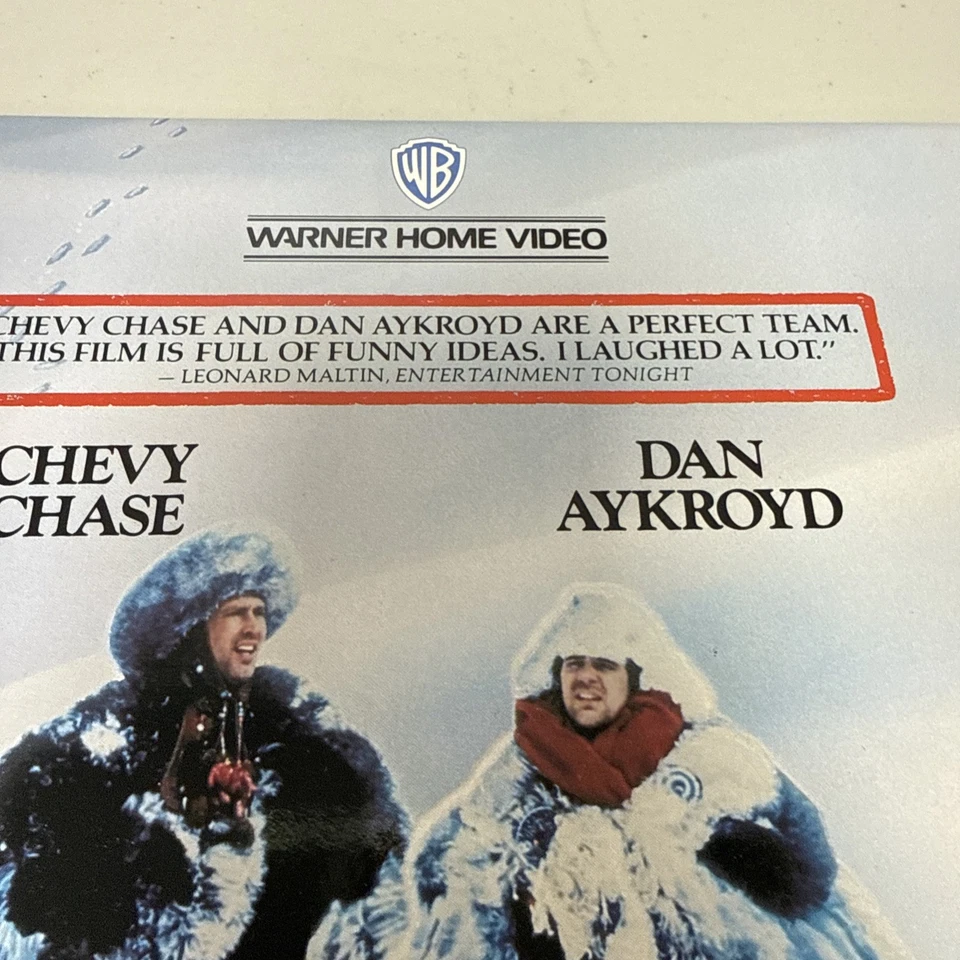 WB
WARNER HOME VIDEO
CHEVY CHASE AND DAN AYKROYD ARE A PERFECT TEAM.
THIS FILM IS FULL OF FUNNY IDEAS. I LAUGHED A LOT.”
— LEONARD MALTIN, ENTERTAINMENT TONIGHT
CHEVY
CHASE
DAN
AYKROYD